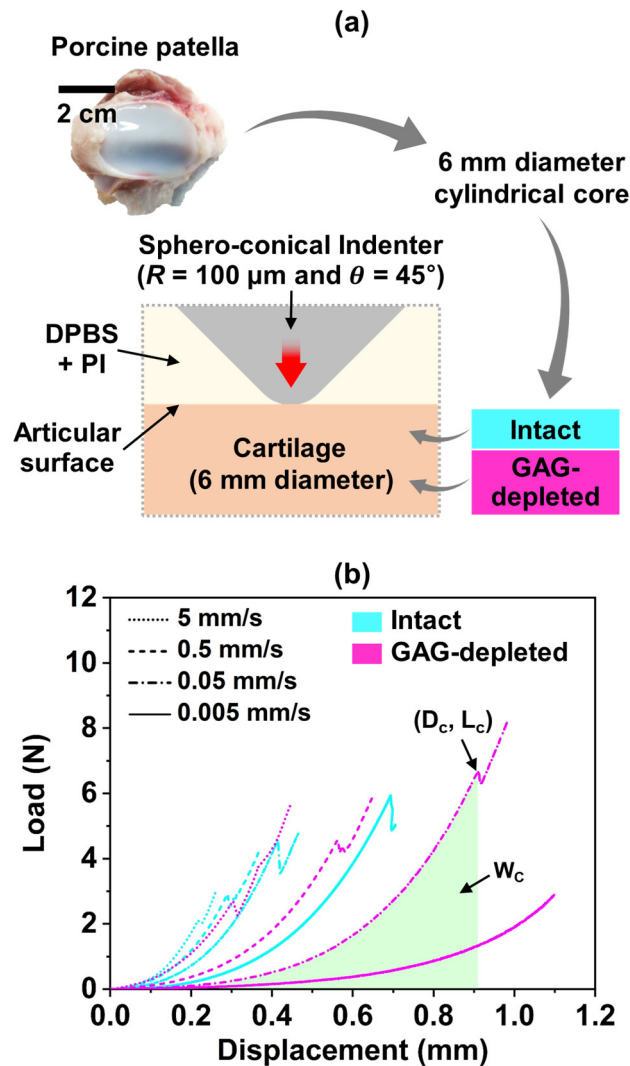 (a)
Porcine patella
2 cm
6 mm diameter
cylindrical core
Sphero-conical Indenter
(R = 100 µm and θ = 45°)
DPBS
+ PI
Articular
surface
Cartilage
(6 mm diameter)
Intact
GAG-
depleted
(b)
12
10
8
6
4
2
0
Load (N)
5 mm/s
0.5 mm/s
0.05 mm/s
0.005 mm/s
Intact
GAG-depleted
(Dc, Lc)
Wc
0.0 0.2 0.4 0.6 0.8 1.0 1.2
Displacement (mm)